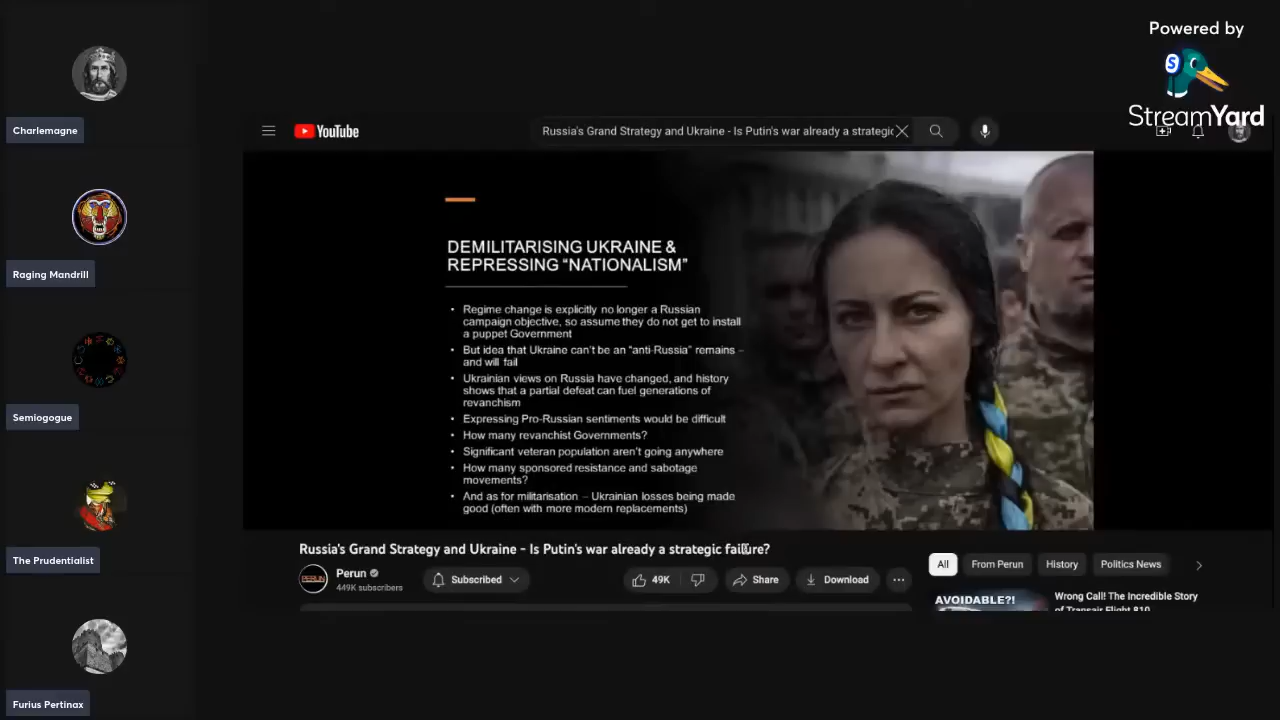 Powered by
StreamYard
Charlemagne
Raging Mandrill
Semiogogue
The Prudentialist
Furius Pertinax
YouTube
Russia's Grand Strategy and Ukraine - Is Putin's war already a strategic
DEMILITARISING UKRAINE &
REPRESSING “NATIONALISM”
• Regime change is explicitly no longer a Russian
campaign objective, so assume they do not get to install
a puppet Government
• But idea that Ukraine can't be an “anti-Russia” remains –
and will fail
• Ukrainian views on Russia have changed, and history
shows that a partial defeat can fuel generations of
revanchism
• Expressing Pro-Russian sentiments would be difficult
• How many revanchist Governments?
• Significant veteran population aren't going anywhere
• How many sponsored resistance and sabotage
movements?
• And as for militarisation – Ukrainian losses being made
good (often with more modern replacements)
Russia's Grand Strategy and Ukraine - Is Putin's war already a strategic failure?
PERUN
Perun
449K subscribers
Subscribed
49K
Share
Download
All
From Perun
History
Politics News
AVOIDABLE?!
Wrong Call! The Incredible Story
of Transair Flight 810